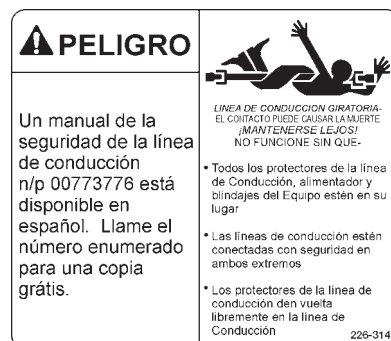 PELIGRO
Un manual de la
seguridad de la línea
de conducción
n/p 00773776 está
disponible en
español. Llame el
número enumerado
para una copia
grátis.
LINEA DE CONDUCCION GIRATORIA-
EL CONTACTO PUEDE CAUSAR LA MUERTE
¡MANTENERSE LEJOS!
NO FUNCIONE SIN QUE-
• Todos los protectores de la línea
de Conducción, alimentador y
blindajes del Equipo estén en su
lugar
• Las líneas de conducción estén
conectadas con seguridad en
ambos extremos
• Los protectores de la linea de
conducción den vuelta
libremente en la línea de
Conducción
226-314